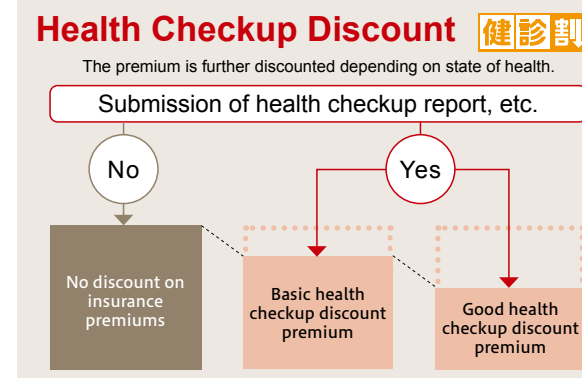 Health Checkup Discount 健診割
The premium is further discounted depending on state of health.
Submission of health checkup report, etc.
No
Yes
No discount on
insurance
premiums
Basic health
checkup discount
premium
Good health
checkup discount
premium